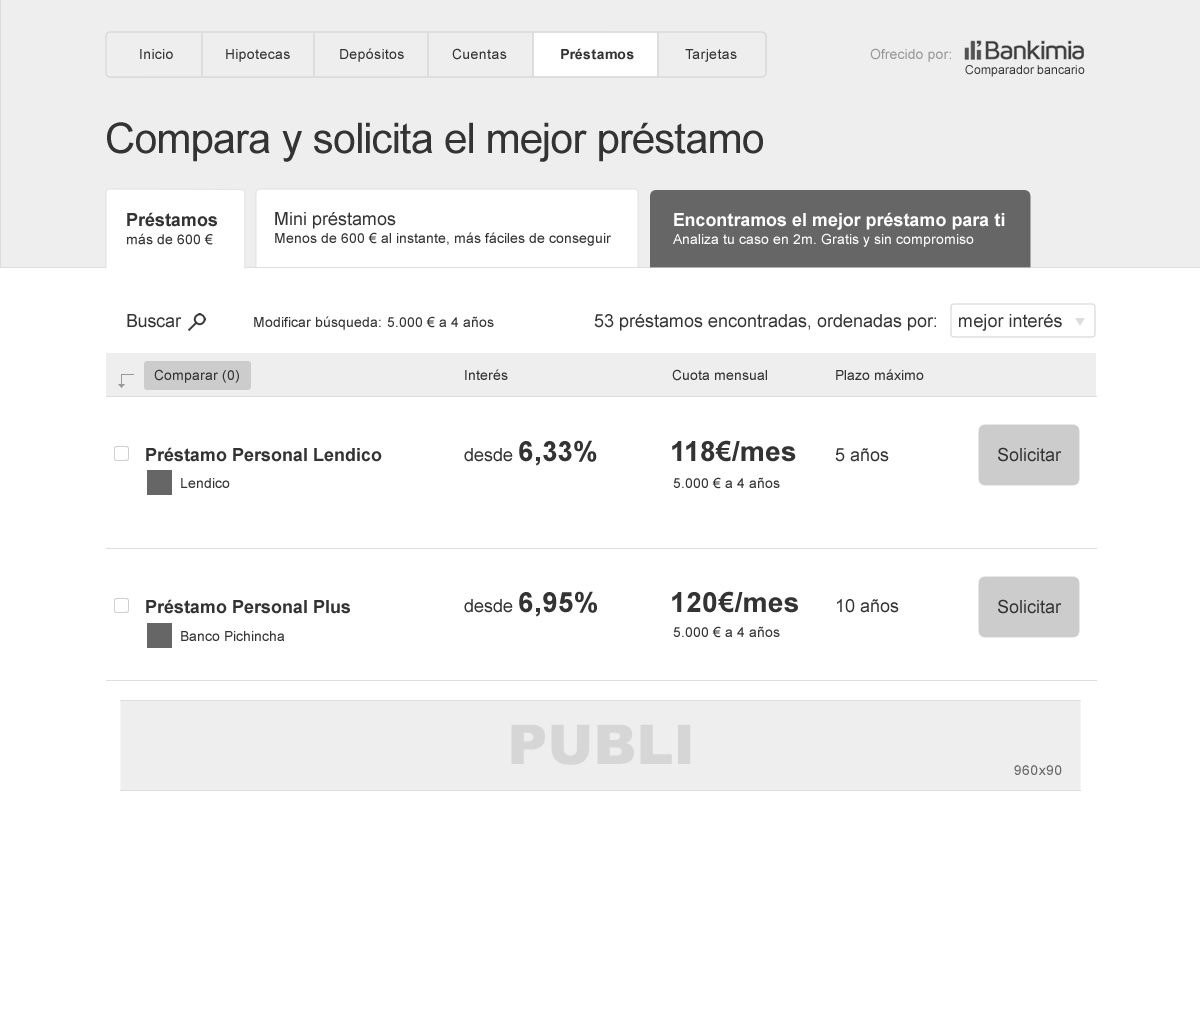 Inicio Hipotecas Depósitos Cuentas Préstamos Tarjetas Ofrecido por: Bankimia
Comparador bancario
Compara y solicita el mejor préstamo
Préstamos
más de 600 €
Mini préstamos
Menos de 600 € al instante, más fáciles de conseguir
Encontramos el mejor préstamo para ti
Analiza tu caso en 2m. Gratis y sin compromiso
Buscar Modificar búsqueda: 5.000 € a 4 años 53 préstamos encontradas, ordenadas por: mejor interés
Comparar (0) Interés Cuota mensual Plazo máximo
Préstamo Personal Lendico desde 6,33% 118€/mes 5 años Solicitar
Lendico 5.000 € a 4 años
Préstamo Personal Plus desde 6,95% 120€/mes 10 años Solicitar
Banco Pichincha 5.000 € a 4 años
PUBLI
960x90